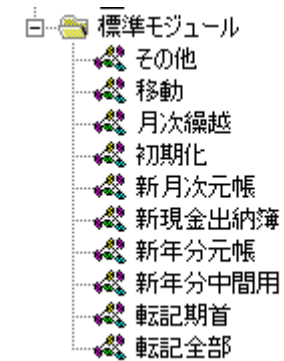 標準モジュール
その他
移動
月次繰越
初期化
新月次元帳
新現金出納簿
新年分元帳
新年分中間用
転記期首
転記全部